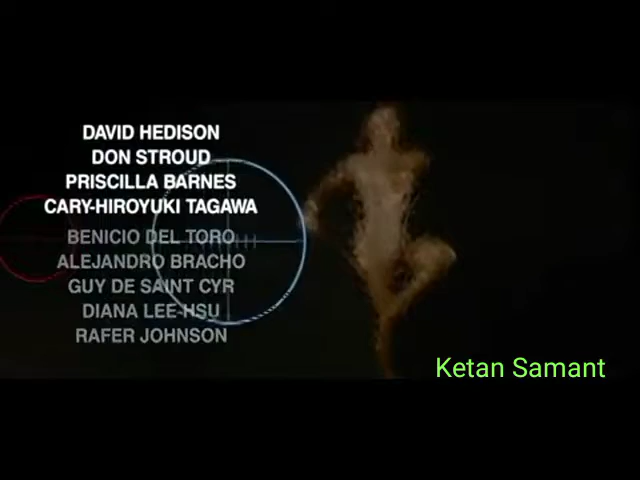 DAVID HEDISON
DON STROUD
PRISCILLA BARNES
CARY-HIROYUKI TAGAWA
BENICIO DEL TORO
ALEJANDRO BRACHO
GUY DE SAINT CYR
DIANA LEE-HSU
RAFER JOHNSON
Ketan Samant